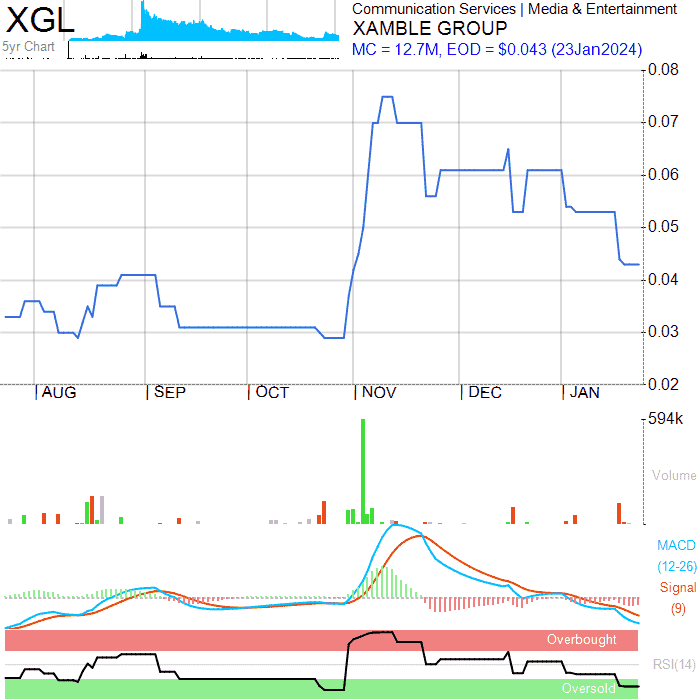 XGL
5yr Chart
Communication Services | Media & Entertainment
XAMBLE GROUP
MC = 12.7M, EOD = $0.043 (23Jan2024)
0.08
0.07
0.06
0.05
0.04
0.03
0.02
AUG SEP OCT NOV DEC JAN
594k
Volume
MACD
(12-26)
Signal
(9)
Overbought
RSI(14)
Oversold